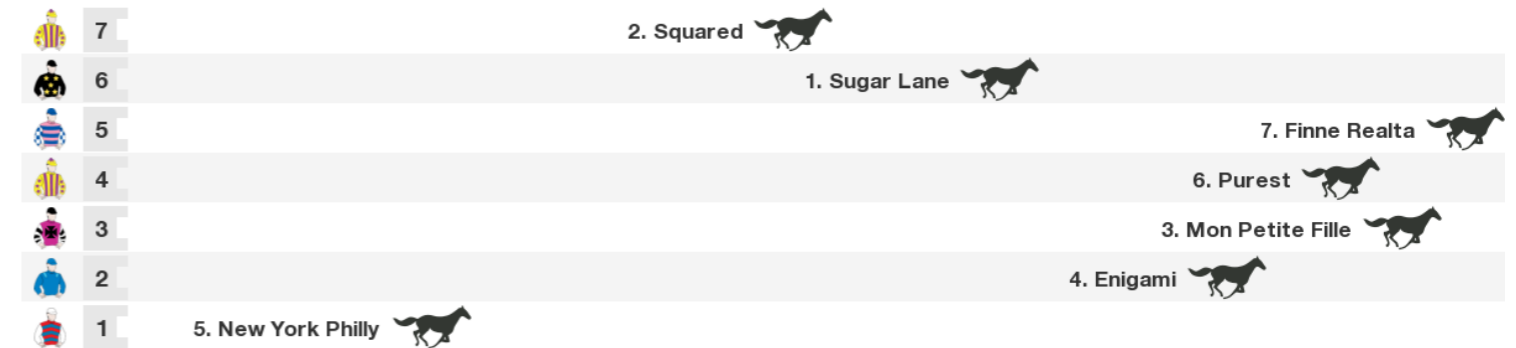 7 2. Squared
6 1. Sugar Lane
5 7. Finne Realta
4 6. Purest
3 3. Mon Petite Fille
2 4. Enigami
1 5. New York Philly